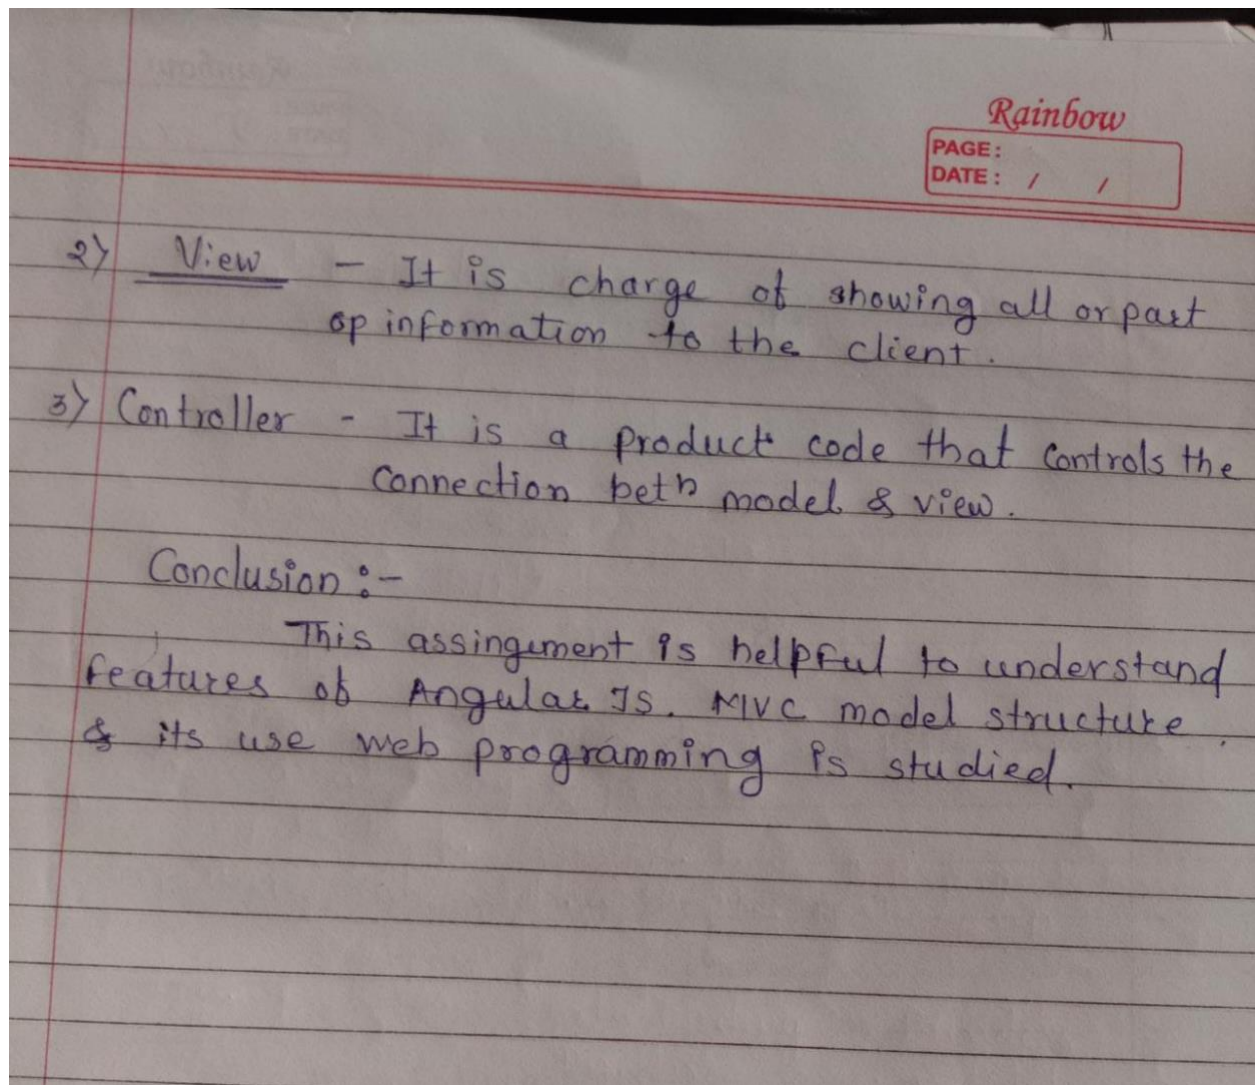 Rainbow
PAGE:
DATE: / /
2) View - It is charge of showing all or part
op information to the client.
3) Controller - It is a product code that controls the
connection betn model & view.
Conclusion :-
This assingement is helpful to understand
features of Angular JS. MVC model structure.
& its use web programming is studied.